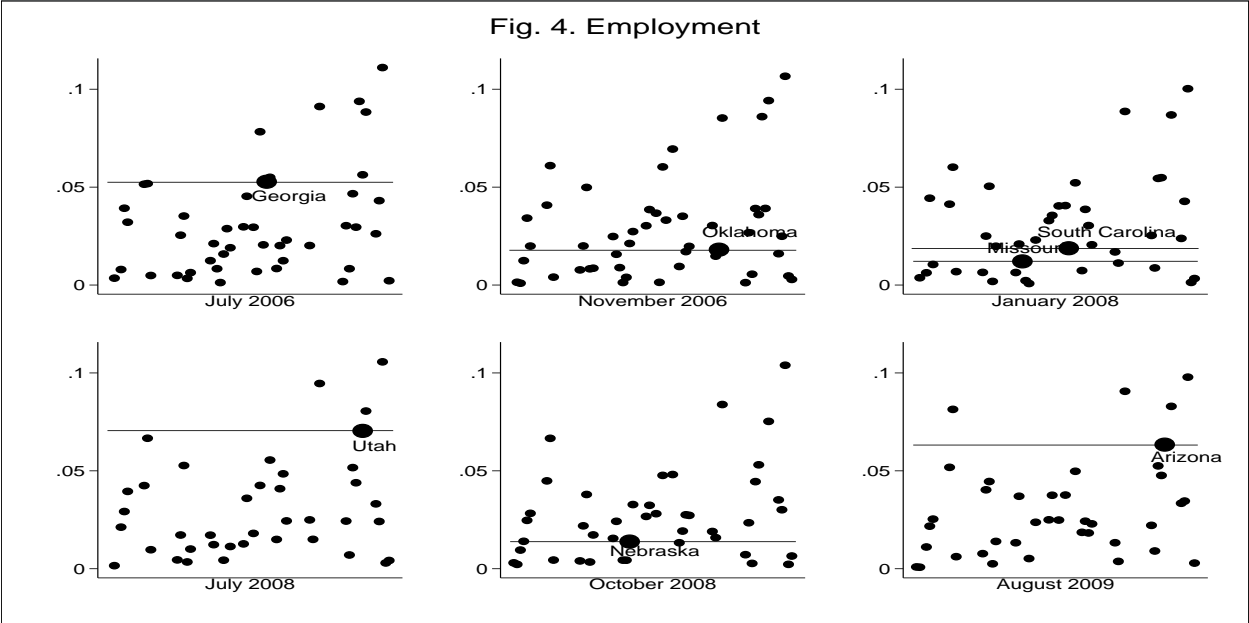 Fig. 4. Employment
.1
.05
0
Georgia
July 2006
.1
.05
0
Oklahoma
November 2006
.1
.05
0
South Carolina
Missouri
January 2008
.1
.05
0
Utah
July 2008
.1
.05
0
Nebraska
October 2008
.1
.05
0
Arizona
August 2009